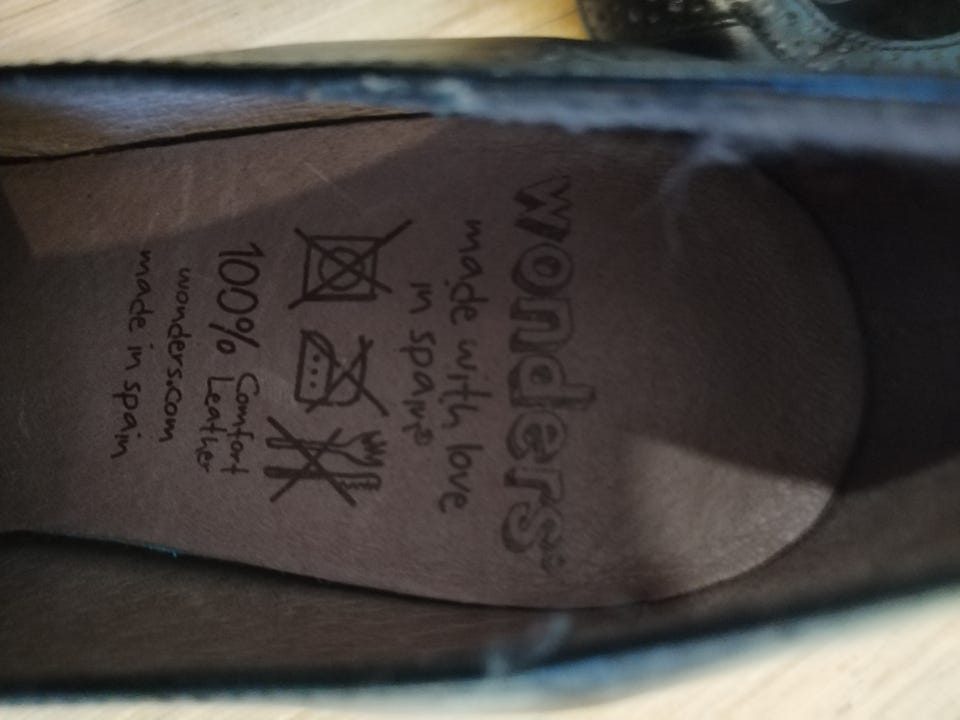 wonders
made with love
in spain
100% Comfort
Leather
wonders.com
made in spain